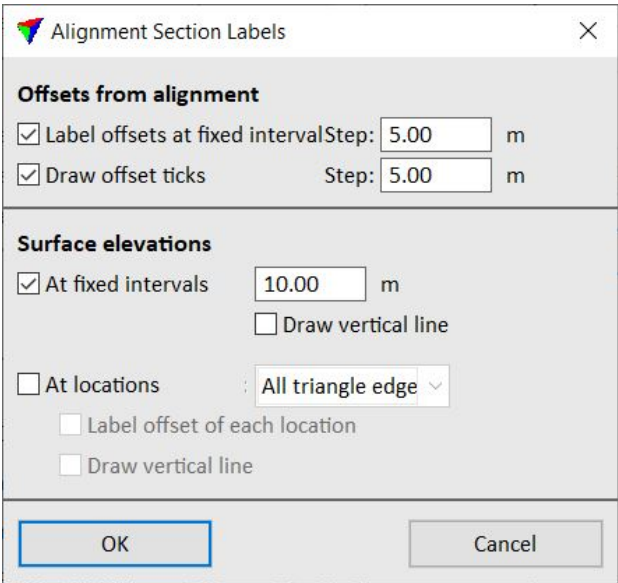 Alignment Section Labels
Offsets from alignment
Label offsets at fixed interval Step: 5.00 m
Draw offset ticks Step: 5.00 m
Surface elevations
At fixed intervals 10.00 m
Draw vertical line
At locations : All triangle edge
Label offset of each location
Draw vertical line
OK Cancel